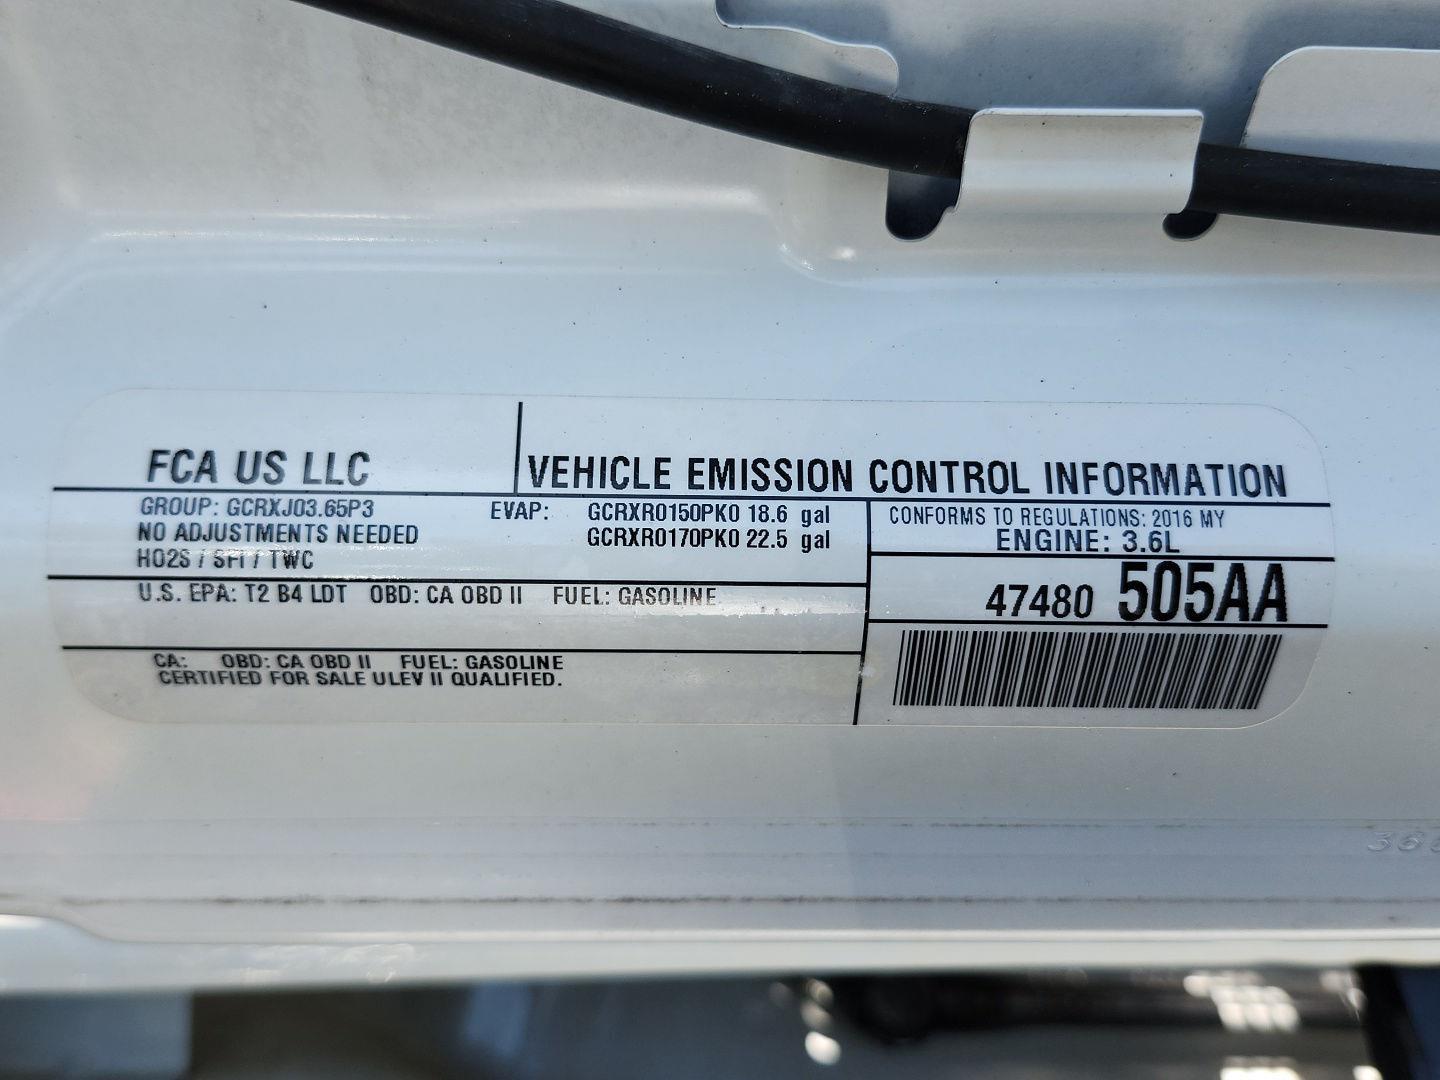 FCA US LLC
VEHICLE EMISSION CONTROL INFORMATION
GROUP: GCRXJ03.65P3
NO ADJUSTMENTS NEEDED
HO2S / SFI / TWC
EVAP: GCRXR0150PK0 18.6 gal
GCRXR0170PK0 22.5 gal
CONFORMS TO REGULATIONS: 2016 MY
ENGINE: 3.6L
U.S. EPA: T2 B4 LDT OBD: CA OBD II FUEL: GASOLINE
47480 505AA
CA: OBD: CA OBD II FUEL: GASOLINE
CERTIFIED FOR SALE ULEV II QUALIFIED.